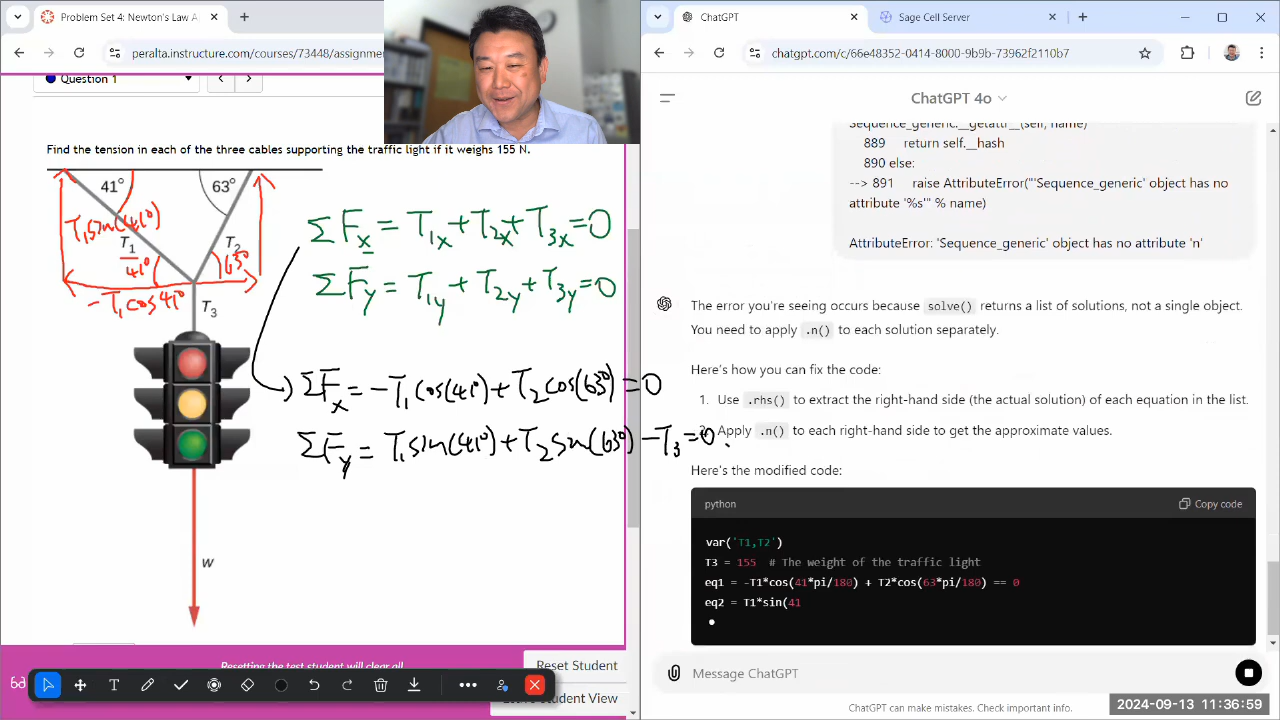 Problem Set 4: Newton's Law A
ChatGPT
Sage Cell Server
peralta.instructure.com/courses/73448/assignme
chatgpt.com/c/66e48352-04d4-8013-9b9b-73962f2110b7
Question 1
ChatGPT 4o
Find the tension in each of the three cables supporting the traffic light if it weighs 155 N.
41°
63°
T₁sin(41°)
T₁
T₂
41°
63°
-T₁cos41°
T₃
ΣFx = T₁x + T₂x + T₃x = 0
ΣFy = T₁y + T₂y + T₃y = 0
ΣFx = -T₁cos(41°) + T₂cos(63°) = 0
ΣFy = T₁sin(41°) + T₂sin(63°) - T₃ = 0.
w
Resetting the test student will clear all
Reset Student
Leave Student View
Sequence_generic__getattr__(self, name)
889 __hash__ = Sequence_generic.__hash
890 else:
--> 891 raise AttributeError("'Sequence_generic' object has no
attribute '%s'" % name)
AttributeError: 'Sequence_generic' object has no attribute 'n'
The error you're seeing occurs because solve() returns a list of solutions, not a single object.
You need to apply .n() to each solution separately.
Here's how you can fix the code:
1. Use .rhs() to extract the right-hand side (the actual solution) of each equation in the list.
2. Apply .n() to each right-hand side to get the approximate values.
Here's the modified code:
python
Copy code
var('T1,T2')
T3 = 155 # The weight of the traffic light
eq1 = -T1*cos(41*pi/180) + T2*cos(63*pi/180) == 0
eq2 = T1*sin(41
Message ChatGPT
ChatGPT can make mistakes. Check important info.
2024-09-13 11:36:59